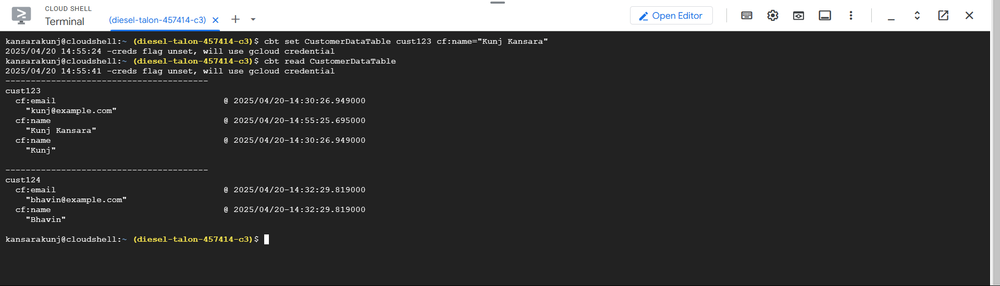 CLOUD SHELL
Terminal
(diesel-talon-457414-c3)
Open Editor
kansarakunj@cloudshell:~ (diesel-talon-457414-c3)$ cbt set CustomerDataTable cust123 cf:name="Kunj Kansara"
2025/04/20 14:55:24 -creds flag unset, will use gcloud credential
kansarakunj@cloudshell:~ (diesel-talon-457414-c3)$ cbt read CustomerDataTable
2025/04/20 14:55:41 -creds flag unset, will use gcloud credential
----------------------------------------
cust123
cf:email @ 2025/04/20-14:30:26.949000
"kunj@example.com"
cf:name @ 2025/04/20-14:55:25.695000
"Kunj Kansara"
cf:name @ 2025/04/20-14:30:26.949000
"Kunj"
----------------------------------------
cust124
cf:email @ 2025/04/20-14:32:29.819000
"bhavin@example.com"
cf:name @ 2025/04/20-14:32:29.819000
"Bhavin"
kansarakunj@cloudshell:~ (diesel-talon-457414-c3)$